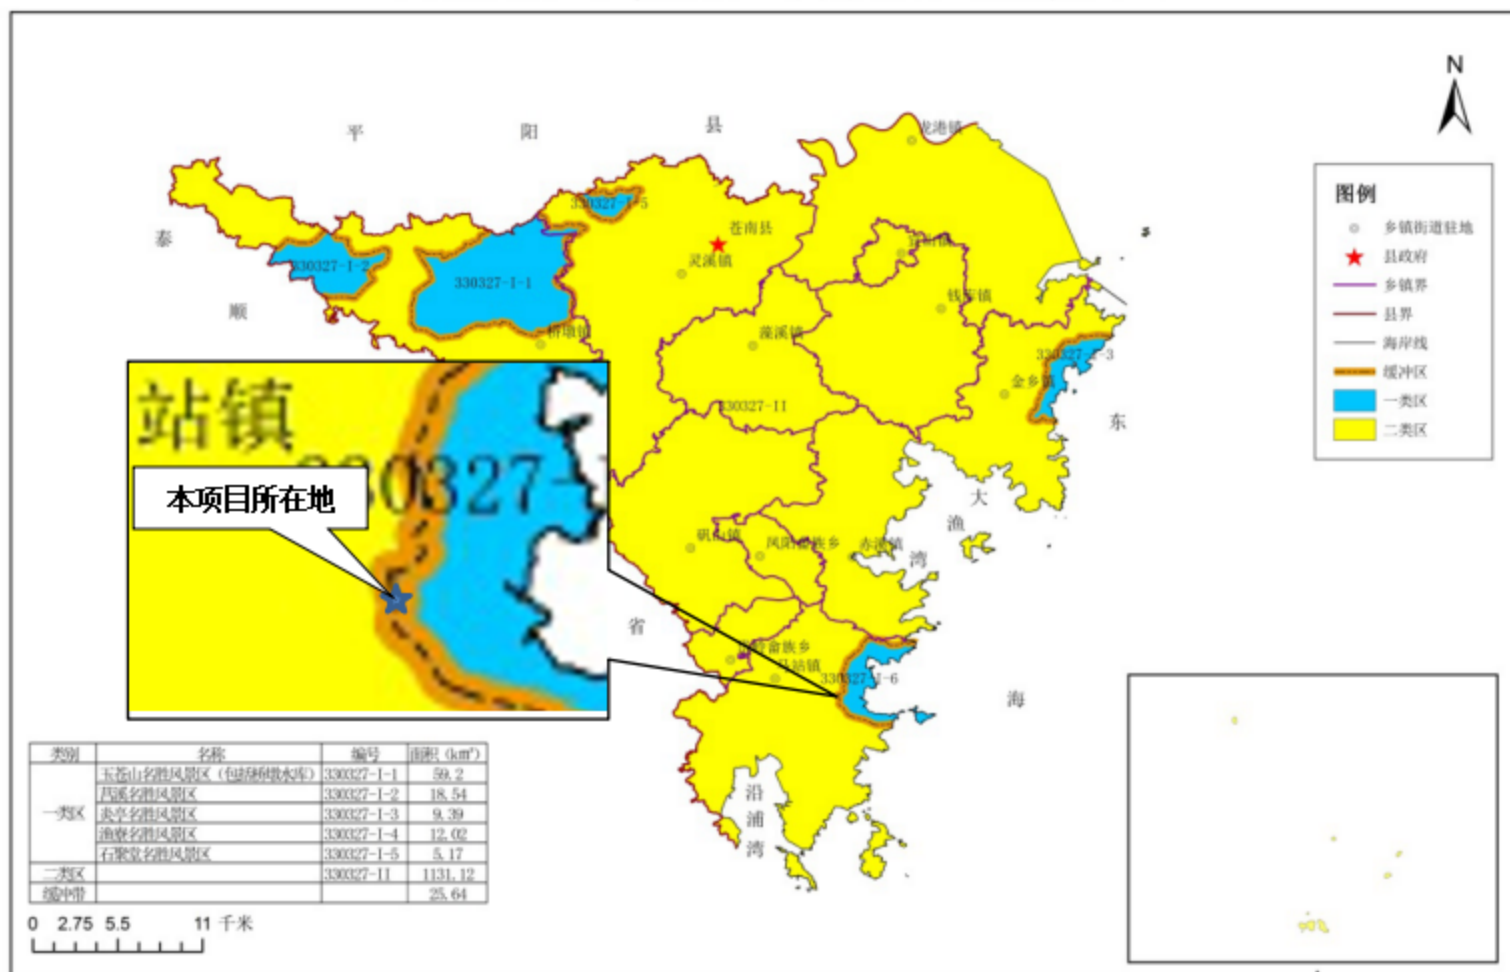 N
平 阳 县
泰
顺
龙港镇
330327-I-5
苍南县
330327-I-2
灵溪镇
330327-I-1
钱库镇
桥墩镇
藻溪镇
330327-I-3
金乡镇
330327-II
东
大
渔
湾
海
站镇
330327-
本项目所在地
矾山镇
凤阳畲族乡
赤溪镇
省
岱岭畲族乡
马站镇
330327-I-6
沿
浦
湾
图例
乡镇街道驻地
县政府
乡镇界
县界
海岸线
缓冲区
一类区
二类区
类别 名称 编号 面积 (km²)
一类区
玉苍山名胜风景区（包括桥墩水库） 330327-I-1 59.2
莒溪名胜风景区 330327-I-2 18.54
炎亭名胜风景区 330327-I-3 9.39
渔寮名胜风景区 330327-I-4 12.02
石聚堂名胜风景区 330327-I-5 5.17
二类区 330327-II 1131.12
缓冲带 25.64
0 2.75 5.5 11 千米